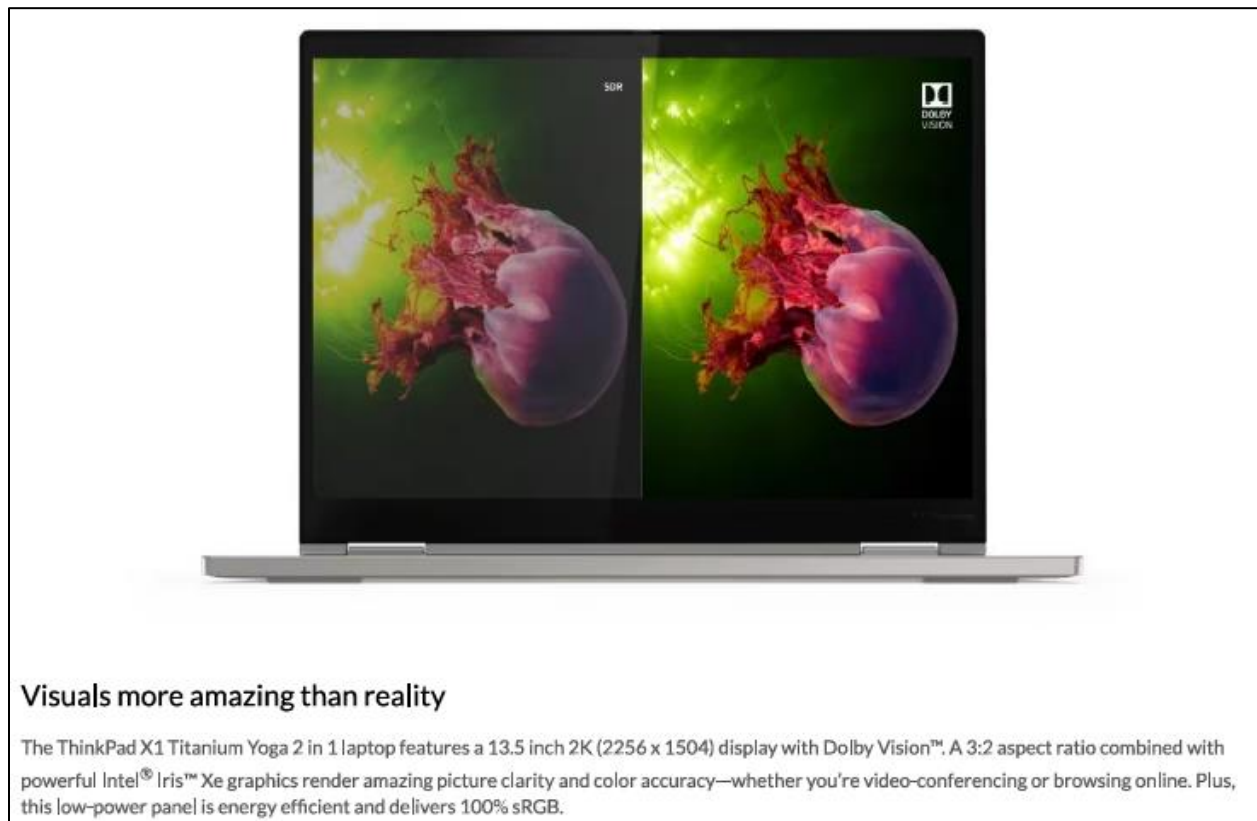 SDR
DOLBY
VISION
Visuals more amazing than reality
The ThinkPad X1 Titanium Yoga 2 in 1 laptop features a 13.5 inch 2K (2256 x 1504) display with Dolby Vision™. A 3:2 aspect ratio combined with
powerful Intel® Iris™ Xe graphics render amazing picture clarity and color accuracy—whether you're video-conferencing or browsing online. Plus,
this low-power panel is energy efficient and delivers 100% sRGB.